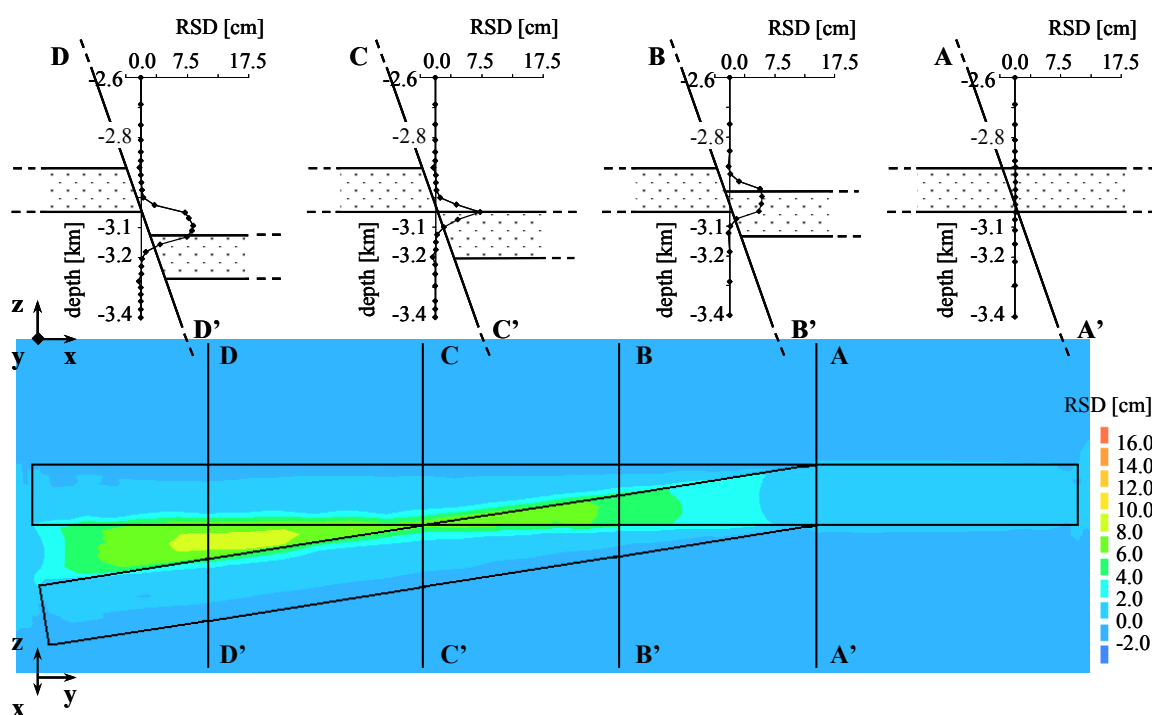 RSD [cm]
RSD [cm]
RSD [cm]
RSD [cm]
D
C
B
A
0.0 7.5 17.5
0.0 7.5 17.5
0.0 7.5 17.5
0.0 7.5 17.5
-2.6
-2.6
-2.6
-2.6
-2.8
-2.8
-2.8
-2.8
-3.1
-3.1
-3.1
-3.1
-3.2
-3.2
-3.2
-3.2
-3.4
-3.4
-3.4
-3.4
depth [km]
depth [km]
depth [km]
depth [km]
D’
C’
B’
A’
z
y x
D
C
B
A
RSD [cm]
16.0
14.0
12.0
10.0
8.0
6.0
4.0
2.0
0.0
-2.0
D’
C’
B’
A’
z
y
x